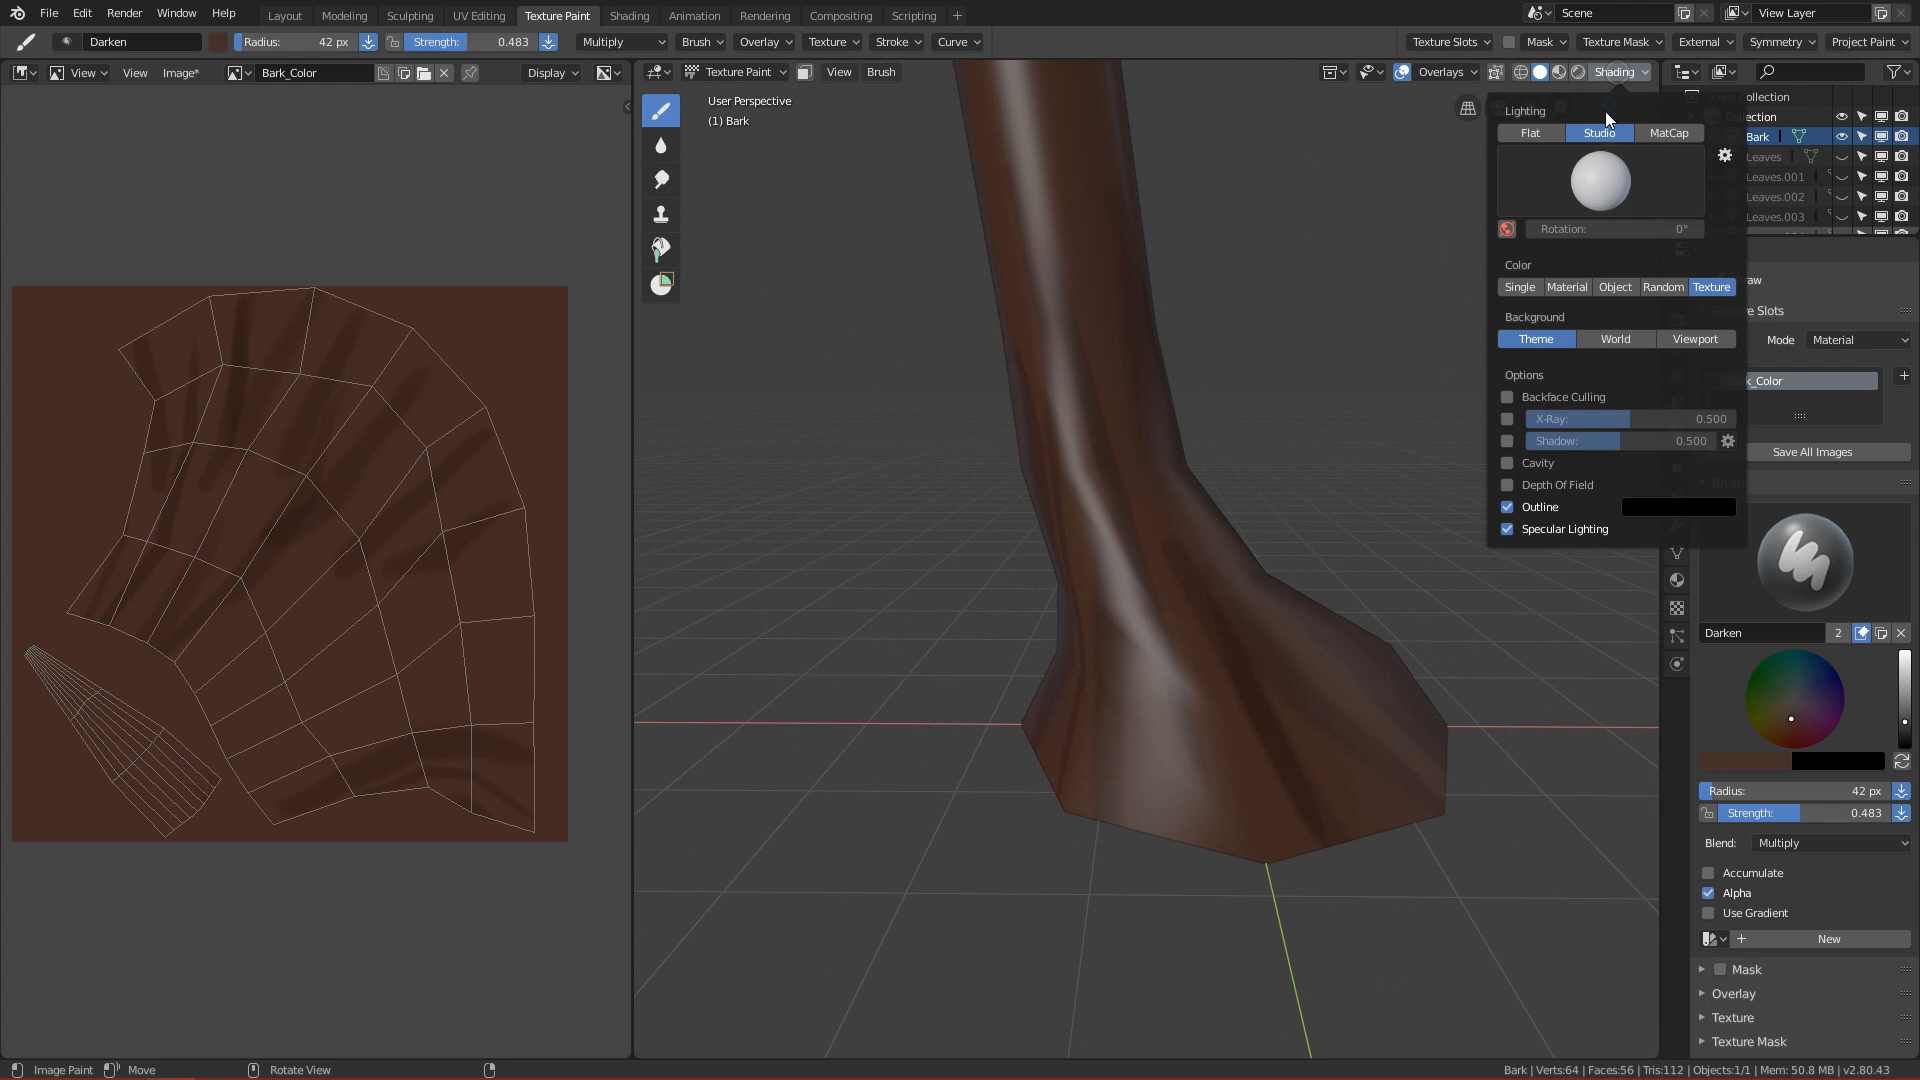 File Edit Render Window Help Layout Modeling Sculpting UV Editing Texture Paint Shading Animation Rendering Compositing Scripting + Scene View Layer
Darken Radius: 42 px Strength: 0.483 Multiply Brush Overlay Texture Stroke Curve Texture Slots Mask Texture Mask External Symmetry Project Paint
View View Image* Bark_Color Display Texture Paint View Brush Overlays Shading
User Perspective
(1) Bark
Lighting
Flat Studio MatCap
Rotation: 0°
Color
Single Material Object Random Texture
Background
Theme World Viewport
Options
Backface Culling
X-Ray: 0.500
Shadow: 0.500
Cavity
Depth Of Field
Outline
Specular Lighting
Collection
Bark
Leaves
Leaves.001
Leaves.002
Leaves.003
Slots
Mode Material
_Color
Save All Images
Darken 2
Radius: 42 px
Strength: 0.483
Blend: Multiply
Accumulate
Alpha
Use Gradient
+ New
Mask
Overlay
Texture
Texture Mask
Image Paint Move Rotate View Bark | Verts:64 | Faces:56 | Tris:112 | Objects:1/1 | Mem: 50.8 MB | v2.80.43